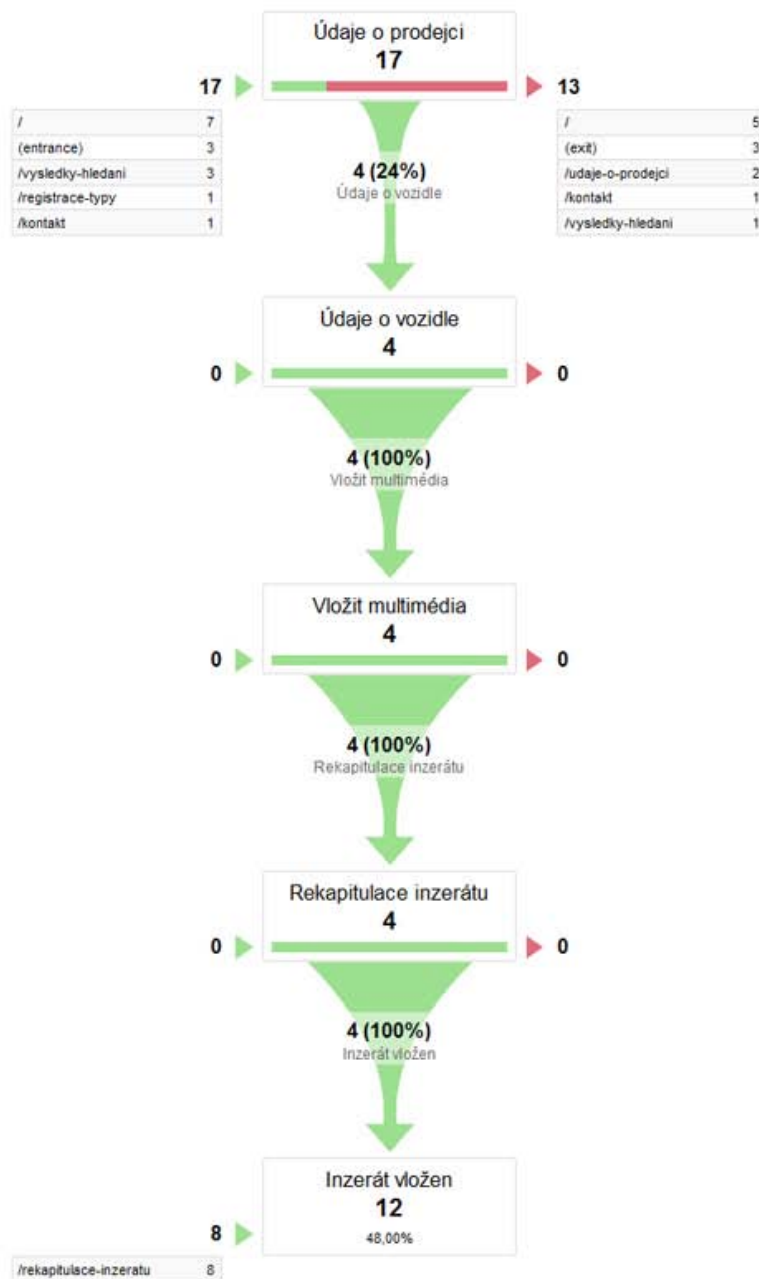 Údaje o prodejci
17
17
13
/ 7
(entrance) 3
/vysledky-hledani 3
/registrace-typy 1
/kontakt 1
/ 5
(exit) 3
/udaje-o-prodejci 2
/kontakt 1
/vysledky-hledani 1
4 (24%)
Údaje o vozidle
Údaje o vozidle
4
0
0
4 (100%)
Vložit multimédia
Vložit multimédia
4
0
0
4 (100%)
Rekapitulace inzerátu
Rekapitulace inzerátu
4
0
0
4 (100%)
Inzerát vložen
Inzerát vložen
12
48,00%
8
/rekapitulace-inzeratu 8